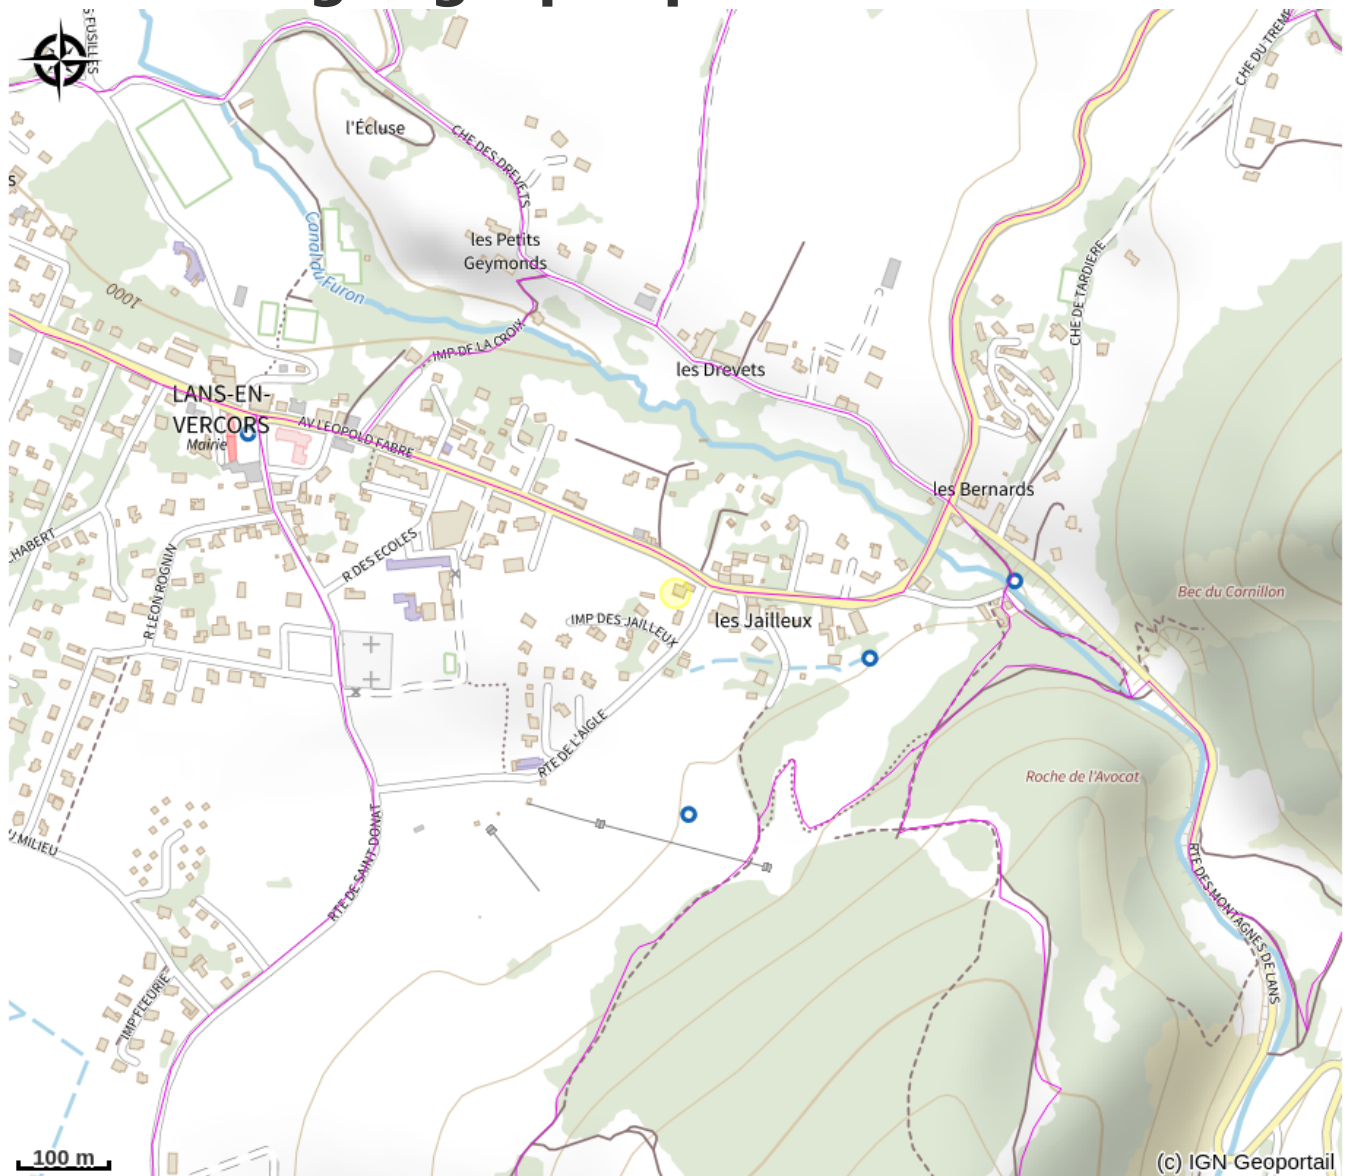 S FUSILLÉS
CHE DU TREMP
l'Écluse
CHE DES DREVETS
s
Canal du Furon
les Petits
Geymonds
CHE DE TARDIERE
1000
IMP DE LA CROIX
les Drevets
LANS-EN-
VERCORS
Mairie
AV LEOPOLD FABRE
les Bernards
CHABERT
R LEON ROGNIN
R DES ECOLES
Bec du Cornillon
IMP DES JAILLEUX
les Jailleux
RTE DE L'AIGLE
Roche de l'Avocat
U MILIEU
RTE DE SAINT-DONAT
RTE DES MONTAGNES DE LANS
IMP FLEURIE
100 m
(c) IGN Geoportail